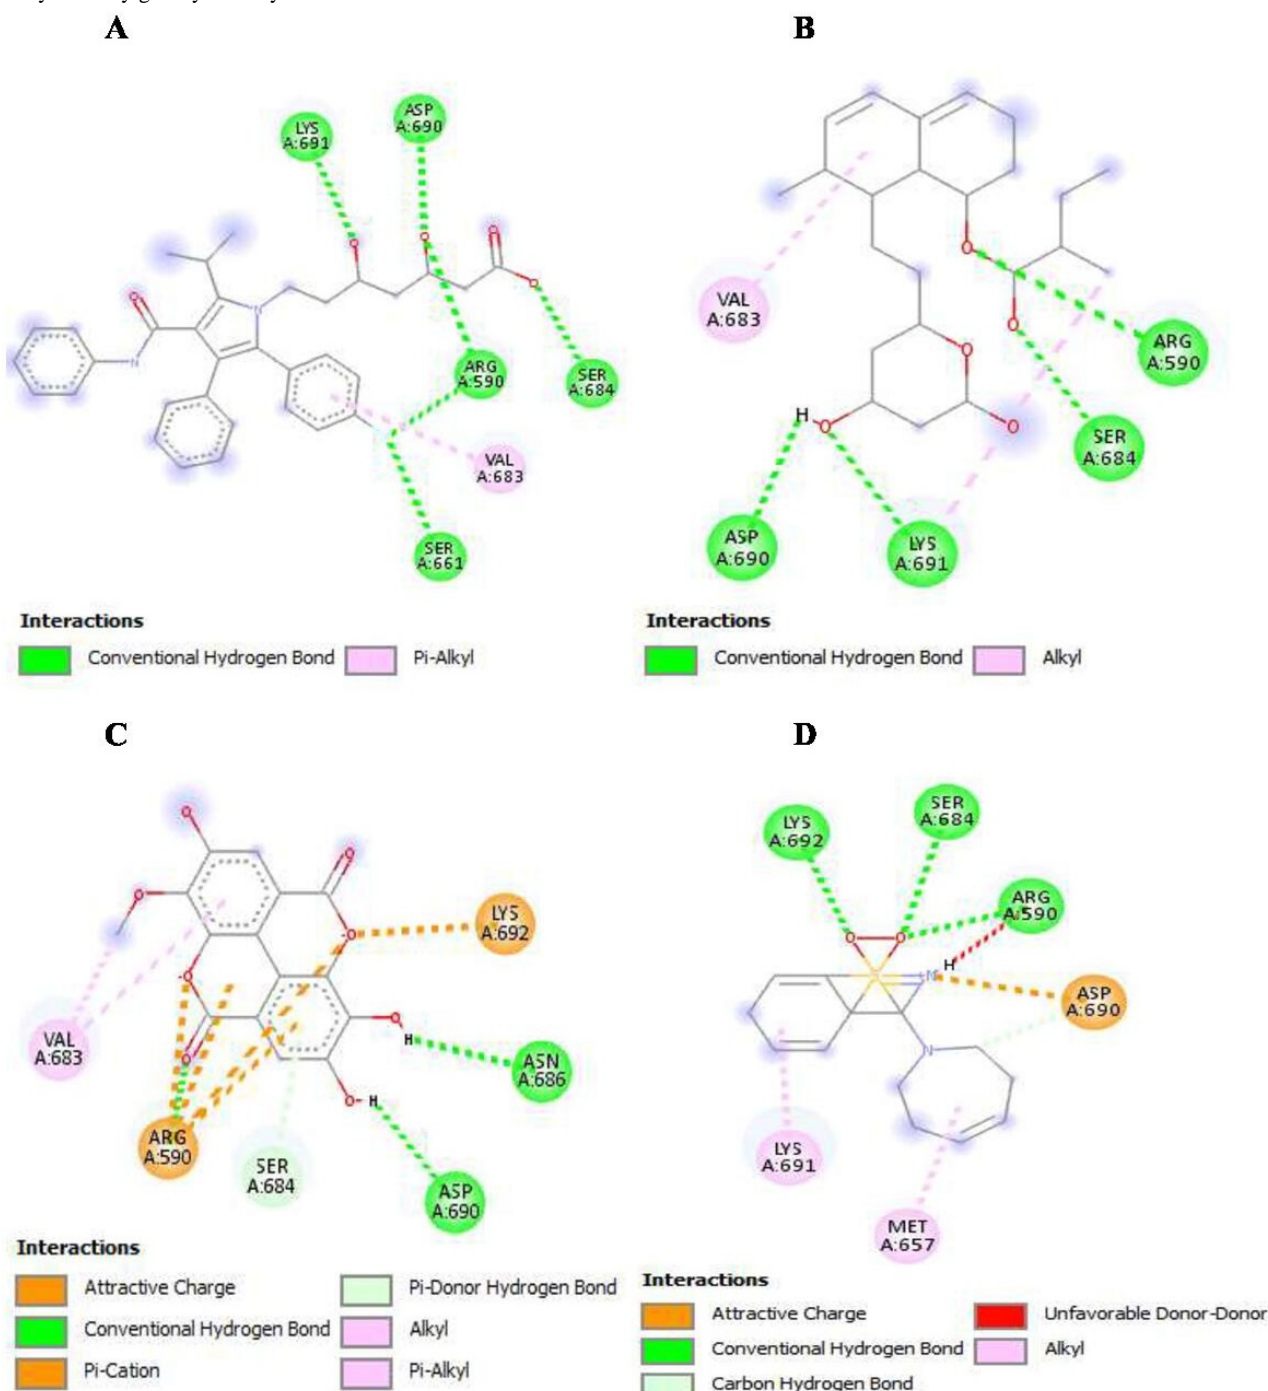 A
B
LYS
A:691
ASP
A:690
ARG
A:590
SER
A:684
VAL
A:683
SER
A:661
N
N
Interactions
Conventional Hydrogen Bond
Pi-Alkyl
VAL
A:683
ARG
A:590
SER
A:684
H
ASP
A:690
LYS
A:691
Interactions
Conventional Hydrogen Bond
Alkyl
C
D
LYS
A:692
VAL
A:683
ASN
A:686
ARG
A:590
SER
A:684
ASP
A:690
H
H
Interactions
Attractive Charge
Pi-Donor Hydrogen Bond
Conventional Hydrogen Bond
Alkyl
Pi-Cation
Pi-Alkyl
LYS
A:692
SER
A:684
ARG
A:590
H
ASP
A:690
N
LYS
A:691
MET
A:657
Interactions
Attractive Charge
Unfavorable Donor-Donor
Conventional Hydrogen Bond
Alkyl
Carbon Hydrogen Bond